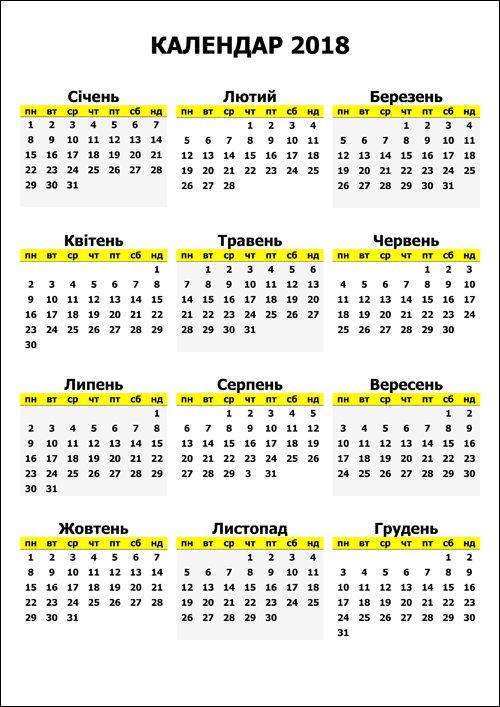 КАЛЕНДАР 2018
Січень
пн вт ср чт пт сб нд
1 2 3 4 5 6 7
8 9 10 11 12 13 14
15 16 17 18 19 20 21
22 23 24 25 26 27 28
29 30 31
Лютий
пн вт ср чт пт сб нд
1 2 3 4
5 6 7 8 9 10 11
12 13 14 15 16 17 18
19 20 21 22 23 24 25
26 27 28
Березень
пн вт ср чт пт сб нд
1 2 3 4
5 6 7 8 9 10 11
12 13 14 15 16 17 18
19 20 21 22 23 24 25
26 27 28 29 30 31
Квітень
пн вт ср чт пт сб нд
1
2 3 4 5 6 7 8
9 10 11 12 13 14 15
16 17 18 19 20 21 22
23 24 25 26 27 28 29
30
Травень
пн вт ср чт пт сб нд
1 2 3 4 5 6
7 8 9 10 11 12 13
14 15 16 17 18 19 20
21 22 23 24 25 26 27
28 29 30 31
Червень
пн вт ср чт пт сб нд
1 2 3
4 5 6 7 8 9 10
11 12 13 14 15 16 17
18 19 20 21 22 23 24
25 26 27 28 29 30
Липень
пн вт ср чт пт сб нд
1
2 3 4 5 6 7 8
9 10 11 12 13 14 15
16 17 18 19 20 21 22
23 24 25 26 27 28 29
30 31
Серпень
пн вт ср чт пт сб нд
1 2 3 4 5
6 7 8 9 10 11 12
13 14 15 16 17 18 19
20 21 22 23 24 25 26
27 28 29 3 31
Вересень
пн вт ср чт пт сб нд
1 2
3 4 5 6 7 8 9
10 11 12 13 14 15 16
17 18 19 20 21 22 23
24 25 26 27 28 29 30
Жовтень
пн вт ср чт пт сб нд
1 2 3 4 5 6 7
8 9 10 11 12 13 14
15 16 17 18 19 20 21
22 23 24 25 26 27 28
29 30 31
Листопад
пн вт ср чт пт сб нд
1 2 3 4
5 6 7 8 9 10 11
12 13 14 15 16 17 18
19 20 21 22 23 24 25
26 27 28 29 30
Грудень
пн вт ср чт пт сб нд
1 2
3 4 5 6 7 8 9
10 11 12 13 14 15 16
17 18 19 20 21 22 23
24 25 26 27 28 29 30
31